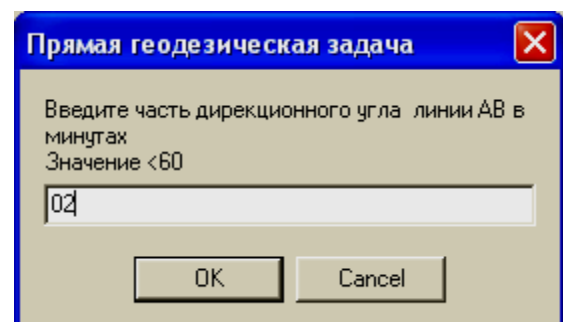 Прямая геодезическая задача
Введите часть дирекционного угла линии АВ в
минутах
Значение <60
02
OK
Cancel